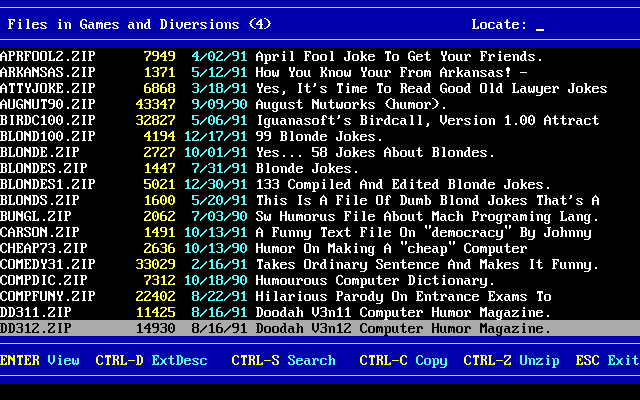 Files in Games and Diversions (4) Locate: _
APRFOOL2.ZIP 7949 4/02/91 April Fool Joke To Get Your Friends.
ARKANSAS.ZIP 1371 5/12/91 How You Know Your From Arkansas! -
ATTYJOKE.ZIP 6868 3/18/91 Yes, It's Time To Read Good Old Lawyer Jokes
AUGNUT90.ZIP 43347 9/09/90 August Nutworks (humor).
BIRDC100.ZIP 32827 5/06/91 Iguanasoft's Birdcall, Version 1.00 Attract
BLOND100.ZIP 4194 12/17/91 99 Blonde Jokes.
BLONDE.ZIP 2727 10/01/91 Yes... 58 Jokes About Blondes.
BLONDES.ZIP 1447 7/31/91 Blonde Jokes.
BLONDES1.ZIP 5021 12/30/91 133 Compiled And Edited Blonde Jokes.
BLONDS.ZIP 1600 5/20/91 This Is A File Of Dumb Blond Jokes That's A
BUNGL.ZIP 2062 7/03/90 Sw Humorus File About Mach Programing Lang.
CARSON.ZIP 1491 10/13/91 A Funny Text File On "democracy" By Johnny
CHEAP73.ZIP 2636 10/13/90 Humor On Making A "cheap" Computer
COMEDY31.ZIP 33029 2/16/91 Takes Ordinary Sentence And Makes It Funny.
COMPDIC.ZIP 7312 10/18/90 Humourous Computer Dictionary.
COMPFUNY.ZIP 22402 8/22/91 Hilarious Parody On Entrance Exams To
DD311.ZIP 11425 8/16/91 Doodah V3n11 Computer Humor Magazine.
DD312.ZIP 14930 8/16/91 Doodah V3n12 Computer Humor Magazine.
ENTER View CTRL-D ExtDesc CTRL-S Search CTRL-C Copy CTRL-Z Unzip ESC Exit